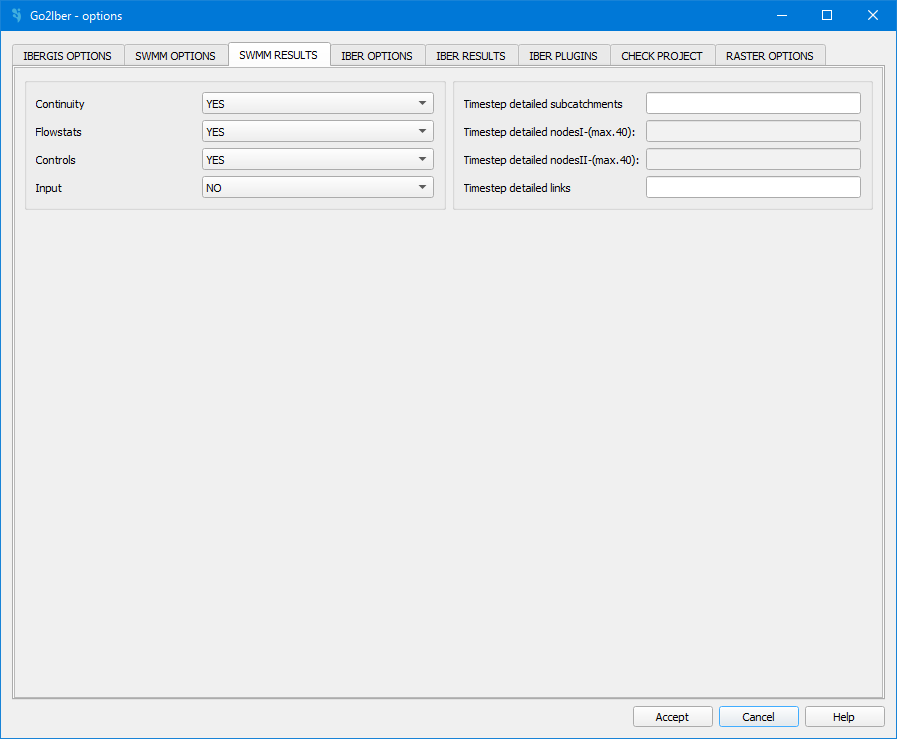 Go2Iber - options
IBERGIS OPTIONS SWMM OPTIONS SWMM RESULTS IBER OPTIONS IBER RESULTS IBER PLUGINS CHECK PROJECT RASTER OPTIONS
Continuity YES
Flowstats YES
Controls YES
Input NO
Timestep detailed subcatchments
Timestep detailed nodesI-(max.40):
Timestep detailed nodesII-(max.40):
Timestep detailed links
Accept Cancel Help